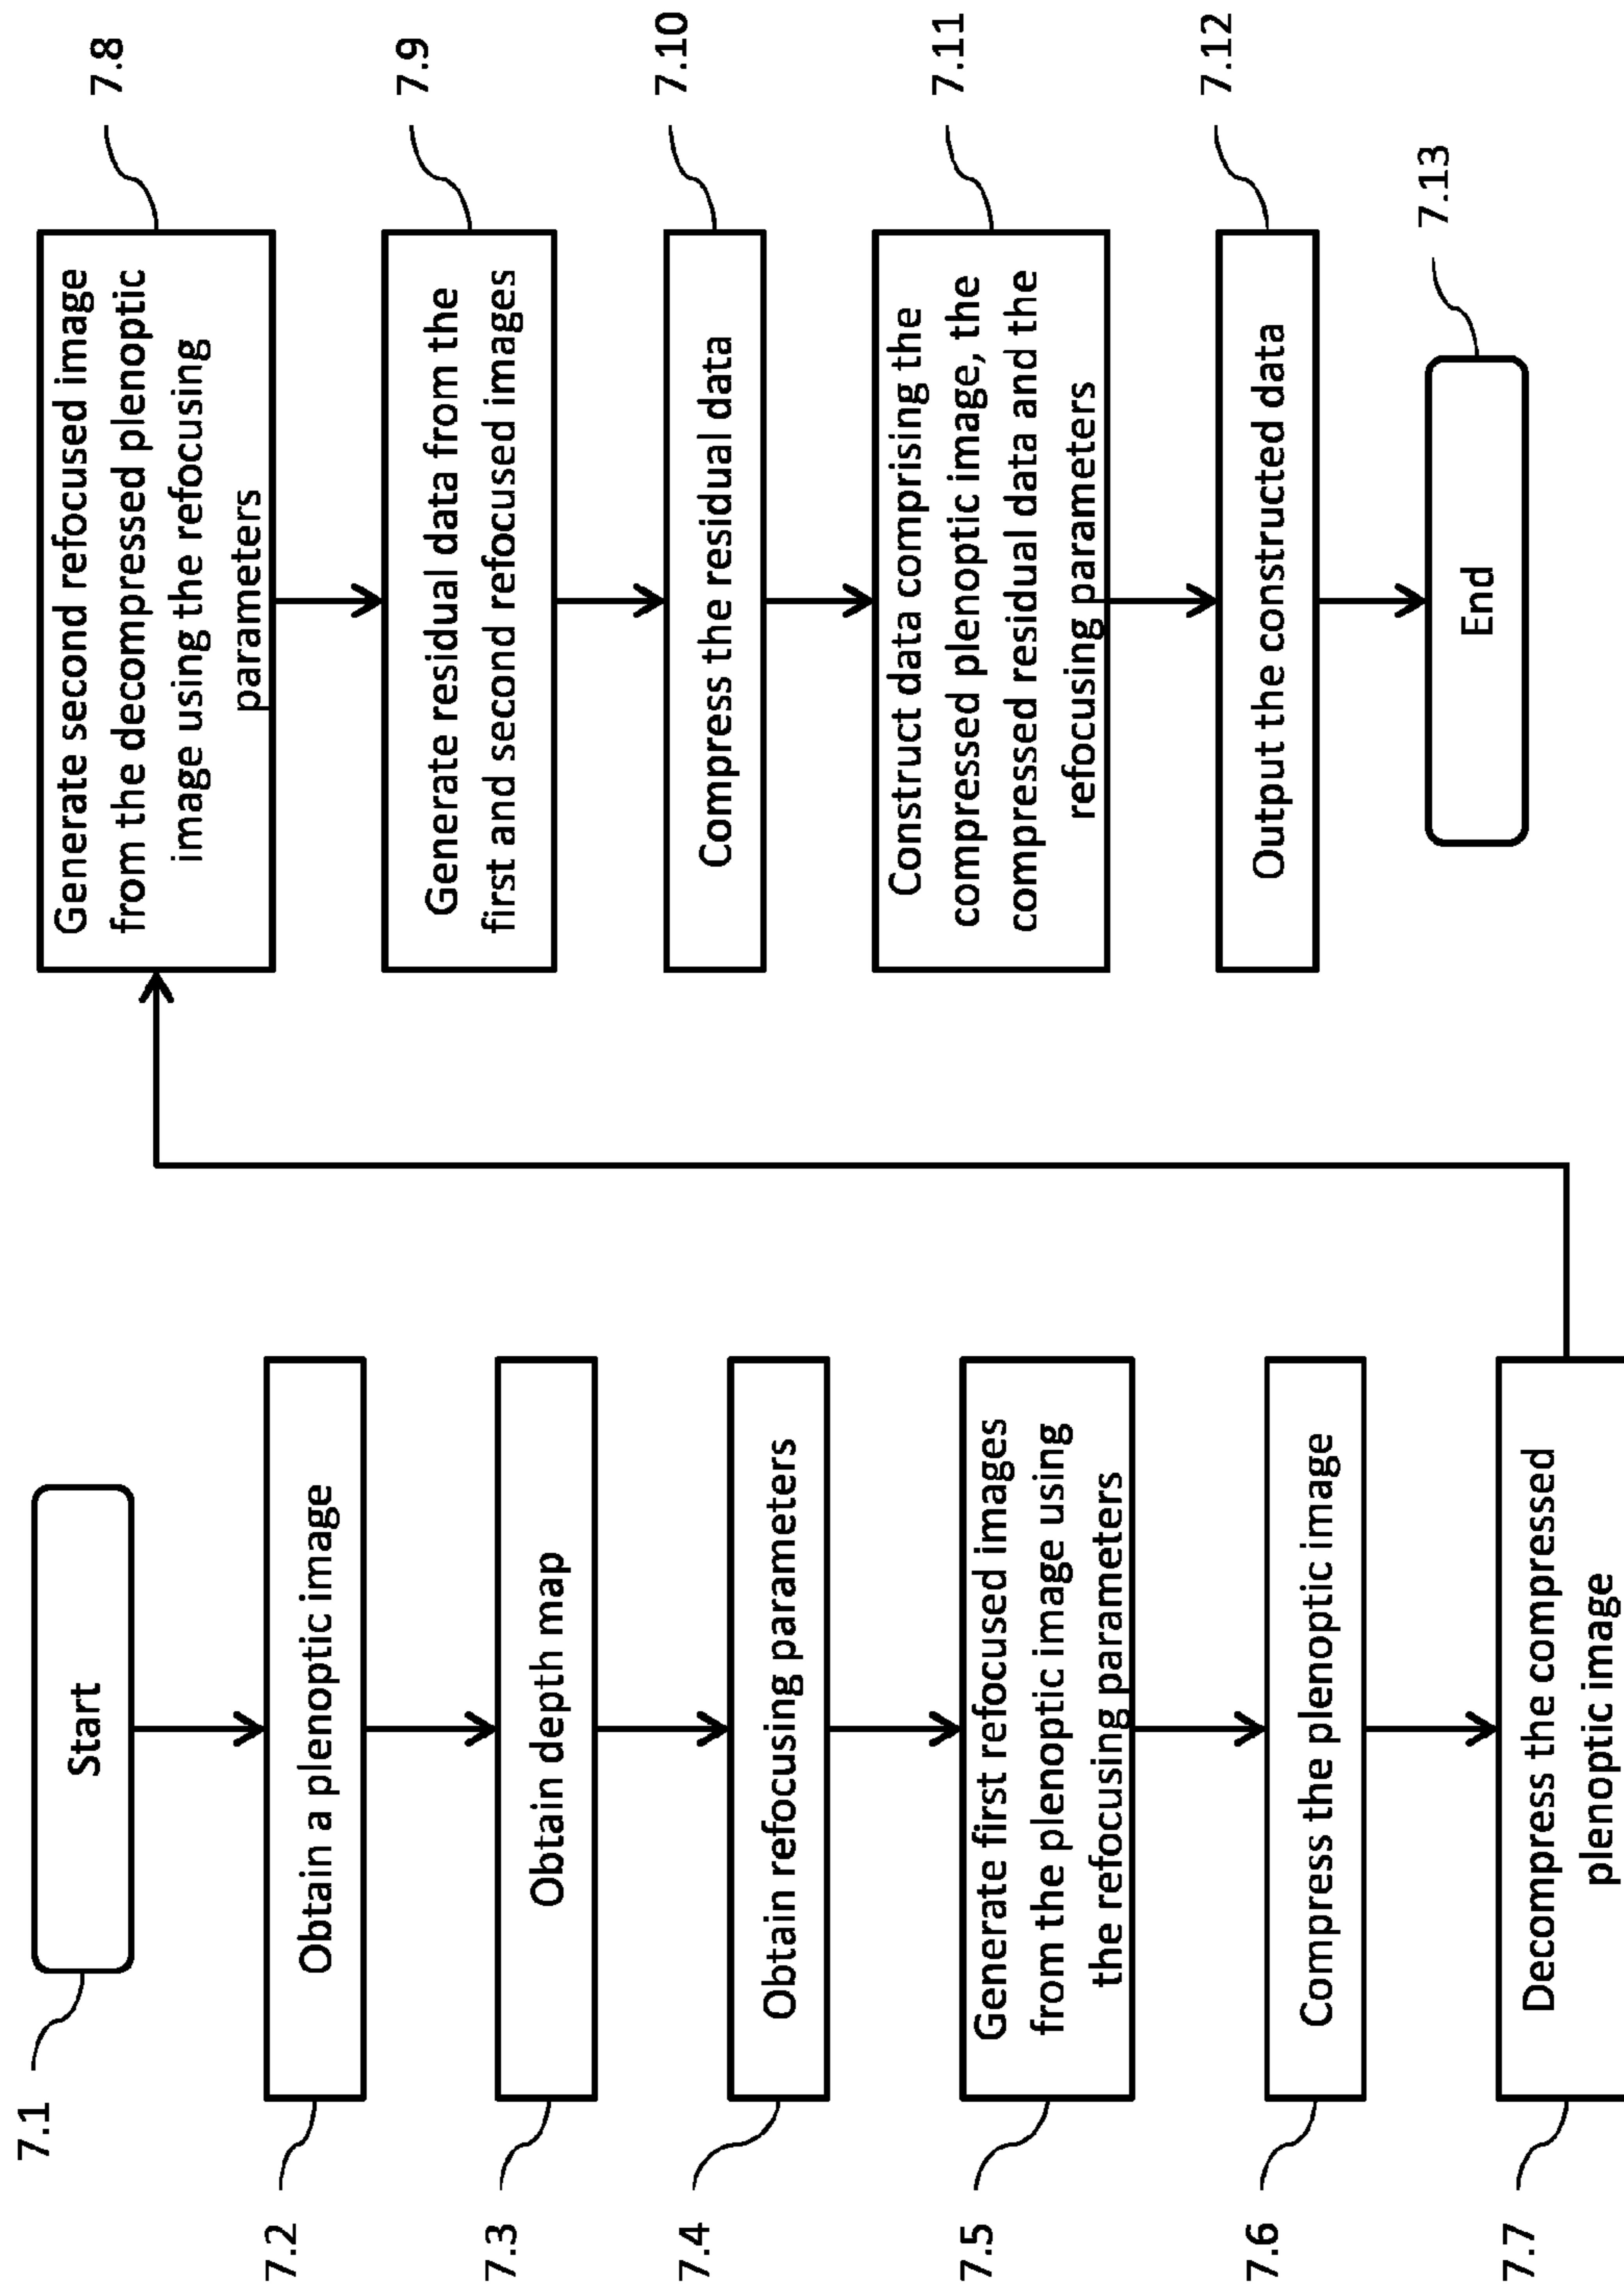 7.1
Start
7.2
Obtain a plenoptic image
7.3
Obtain depth map
7.4
Obtain refocusing parameters
7.5
Generate first refocused images
from the plenoptic image using
the refocusing parameters
7.6
Compress the plenoptic image
7.7
Decompress the compressed
plenoptic image
7.8
Generate second refocused image
from the decompressed plenoptic
image using the refocusing
parameters
7.9
Generate residual data from the
first and second refocused images
7.10
Compress the residual data
7.11
Construct data comprising the
compressed plenoptic image, the
compressed residual data and the
refocusing parameters
7.12
Output the constructed data
7.13
End